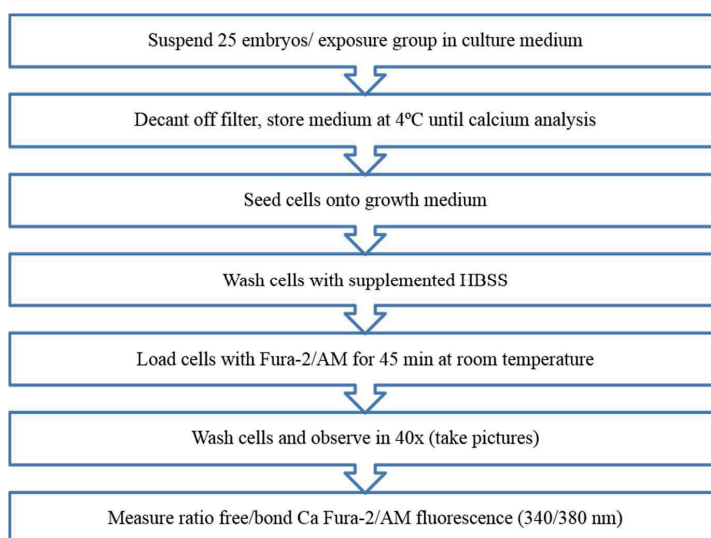 Suspend 25 embryos/ exposure group in culture medium
Decant off filter, store medium at 4ºC until calcium analysis
Seed cells onto growth medium
Wash cells with supplemented HBSS
Load cells with Fura-2/AM for 45 min at room temperature
Wash cells and observe in 40x (take pictures)
Measure ratio free/bond Ca Fura-2/AM fluorescence (340/380 nm)